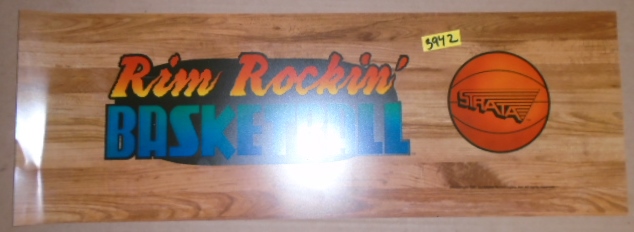 Rim Rockin'
BASKETBALL
3942
STRATA